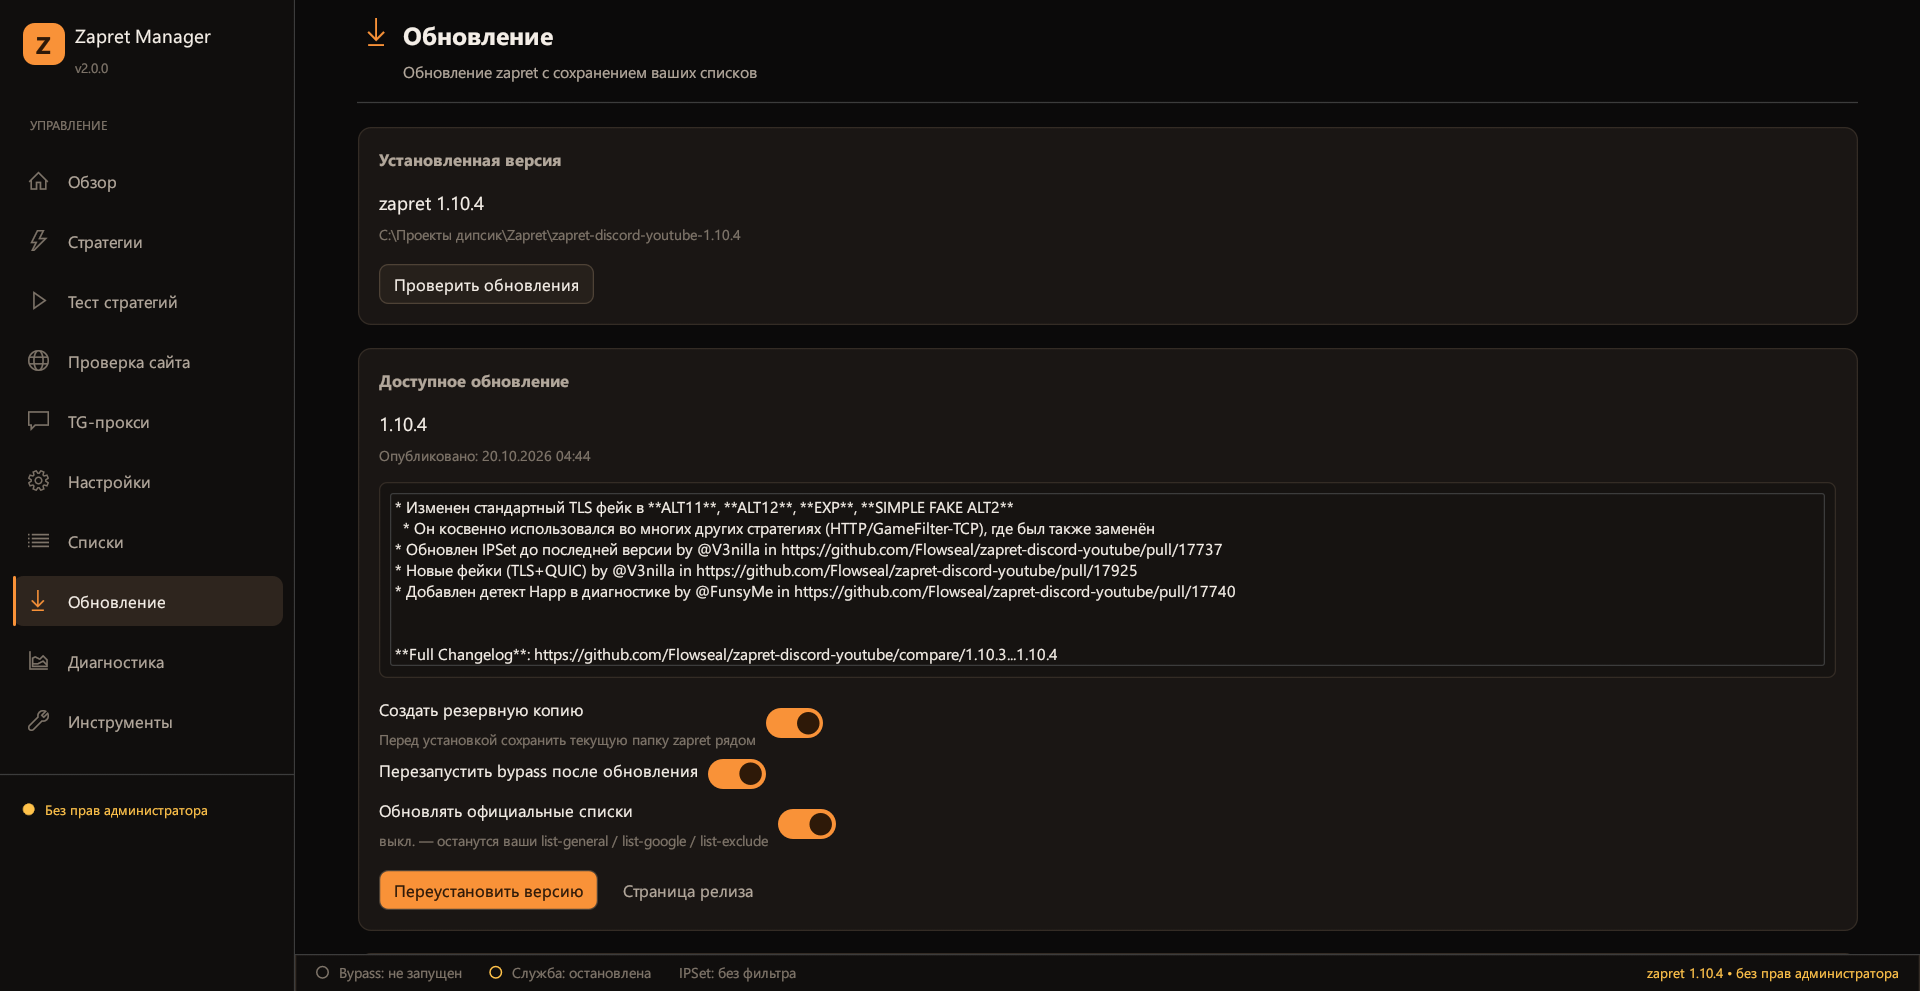 Z
Zapret Manager
v2.0.0
УПРАВЛЕНИЕ
Обзор
Стратегии
Тест стратегий
Проверка сайта
TG-прокси
Настройки
Списки
Обновление
Диагностика
Инструменты
Без прав администратора
Обновление
Обновление zapret с сохранением ваших списков
Установленная версия
zapret 1.10.4
C:\Проекты дипсик\Zapret\zapret-discord-youtube-1.10.4
Проверить обновления
Доступное обновление
1.10.4
Опубликовано: 20.10.2026 04:44
* Изменен стандартный TLS фейк в **ALT11**, **ALT12**, **EXP**, **SIMPLE FAKE ALT2**
* Он косвенно использовался во многих других стратегиях (HTTP/GameFilter-TCP), где был также заменён
* Обновлен IPSet до последней версии by @V3nilla in https://github.com/Flowseal/zapret-discord-youtube/pull/17737
* Новые фейки (TLS+QUIC) by @V3nilla in https://github.com/Flowseal/zapret-discord-youtube/pull/17925
* Добавлен детект Happ в диагностике by @FunsyMe in https://github.com/Flowseal/zapret-discord-youtube/pull/17740
**Full Changelog**: https://github.com/Flowseal/zapret-discord-youtube/compare/1.10.3...1.10.4
Создать резервную копию
Перед установкой сохранить текущую папку zapret рядом
Перезапустить bypass после обновления
Обновлять официальные списки
выкл. — останутся ваши list-general / list-google / list-exclude
Переустановить версию
Страница релиза
Bypass: не запущен
Служба: остановлена
IPSet: без фильтра
zapret 1.10.4 • без прав администратора